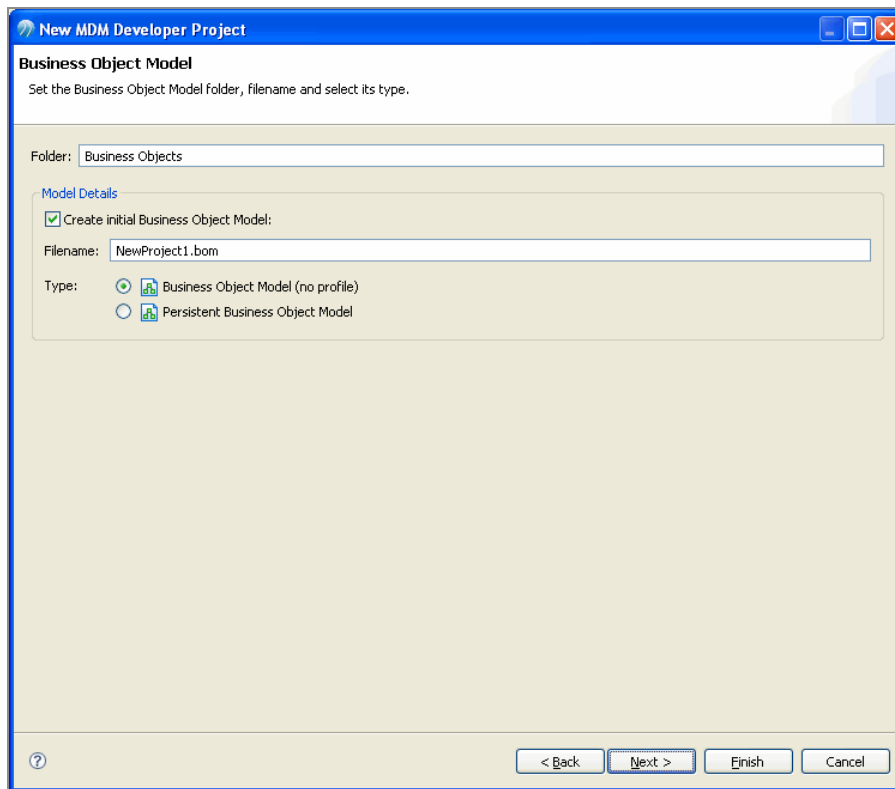 New MDM Developer Project
Business Object Model
Set the Business Object Model folder, filename and select its type.
Folder: Business Objects
Model Details
Create initial Business Object Model:
Filename: NewProject1.bom
Type: Business Object Model (no profile)
Persistent Business Object Model
? < Back Next > Finish Cancel